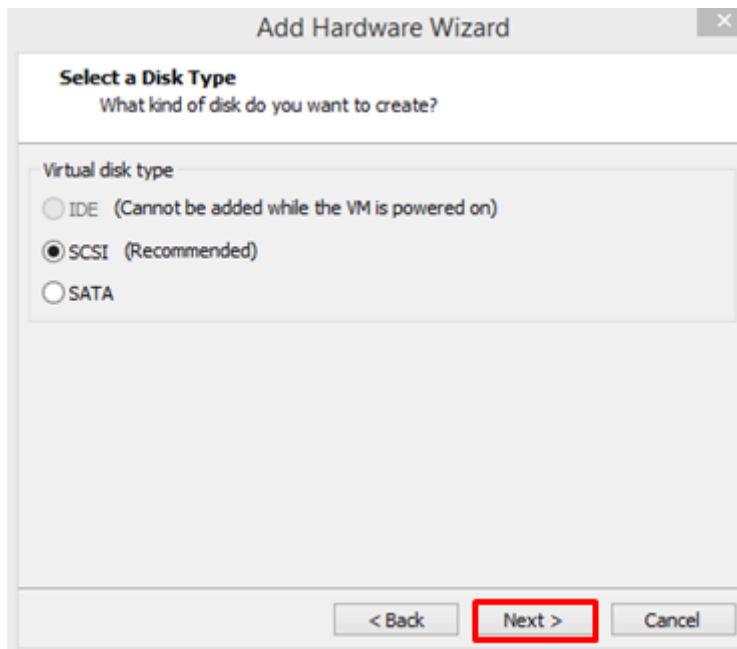 Add Hardware Wizard
Select a Disk Type
What kind of disk do you want to create?
Virtual disk type
IDE (Cannot be added while the VM is powered on)
SCSI (Recommended)
SATA
< Back Next > Cancel